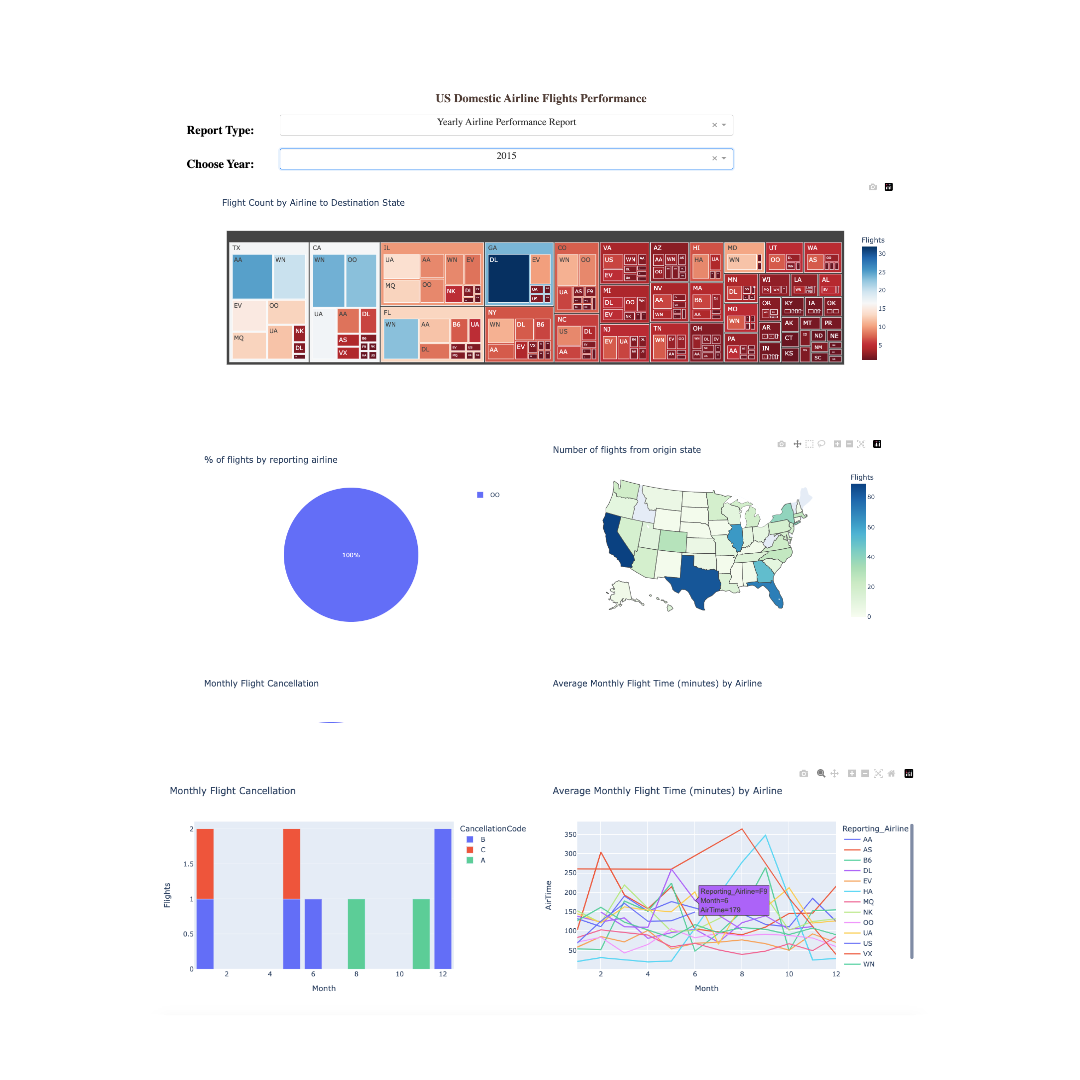 US Domestic Airline Flights Performance
Report Type:
Yearly Airline Performance Report
Choose Year:
2015
Flight Count by Airline to Destination State
TX
AA
WN
EV
OO
MQ
UA
NK
DL
CA
WN
OO
UA
AA
DL
AS
B6
VX
IL
UA
AA
WN
EV
MQ
OO
NK
FA
FL
WN
AA
B6
UA
DL
GA
DL
EV
UA
NY
WN
DL
B6
AA
EV
VX
CO
WN
OO
UA
AS
F9
NC
US
DL
AA
VA
US
WN
EV
MI
DL
OO
NJ
EV
UA
AZ
AA
WN
OO
NV
AA
TN
WN
EV
HI
HA
UA
MA
B6
AA
OH
DL
EV
MD
WN
MN
DL
MO
WN
PA
AA
UT
OO
WA
AS
OO
WI
LA
AL
OR
KY
IA
OK
AR
AK
MT
PR
IN
CT
ID
NM
NE
KS
ND
SC
Flights
30
25
20
15
10
5
% of flights by reporting airline
100%
OO
Number of flights from origin state
Flights
80
60
40
20
0
Monthly Flight Cancellation
Average Monthly Flight Time (minutes) by Airline
Monthly Flight Cancellation
Flights
2
1.5
1
0.5
0
2 4 6 8 10 12
Month
CancellationCode
B
C
A
Average Monthly Flight Time (minutes) by Airline
AirTime
350
300
250
200
150
100
50
2 4 6 8 10 12
Month
Reporting_Airline=F9
Month=6
AirTime=179
Reporting_Airline
AA
AS
B6
DL
EV
HA
MQ
NK
OO
UA
US
VX
WN